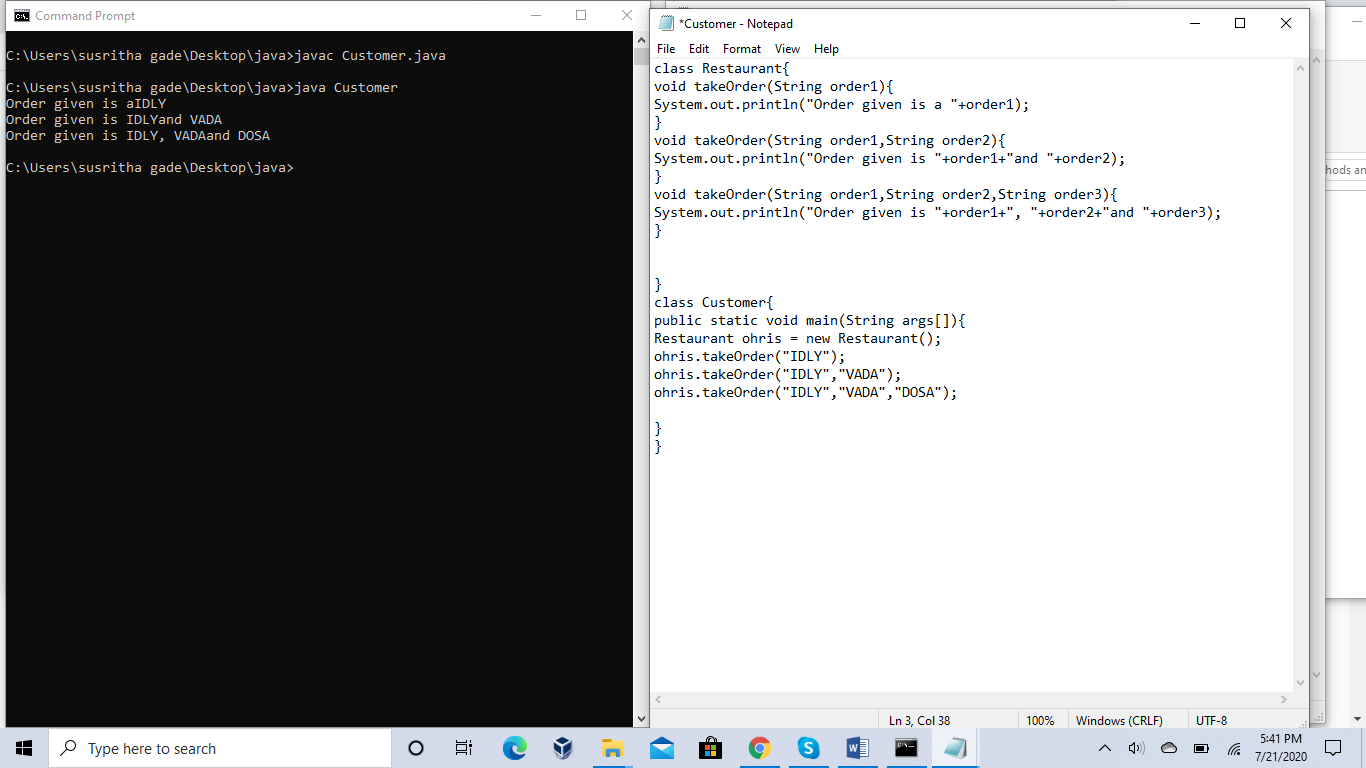 Command Prompt
C:\Users\susritha gade\Desktop\java>javac Customer.java
C:\Users\susritha gade\Desktop\java>java Customer
Order given is aIDLY
Order given is IDLYand VADA
Order given is IDLY, VADAand DOSA
C:\Users\susritha gade\Desktop\java>
*Customer - Notepad
File Edit Format View Help
class Restaurant{
void takeOrder(String order1){
System.out.println("Order given is a "+order1);
}
void takeOrder(String order1,String order2){
System.out.println("Order given is "+order1+"and "+order2);
}
void takeOrder(String order1,String order2,String order3){
System.out.println("Order given is "+order1+", "+order2+"and "+order3);
}
}
class Customer{
public static void main(String args[]){
Restaurant ohris = new Restaurant();
ohris.takeOrder("IDLY");
ohris.takeOrder("IDLY","VADA");
ohris.takeOrder("IDLY","VADA","DOSA");
}
}
Ln 3, Col 38 100% Windows (CRLF) UTF-8
Type here to search
5:41 PM
7/21/2020